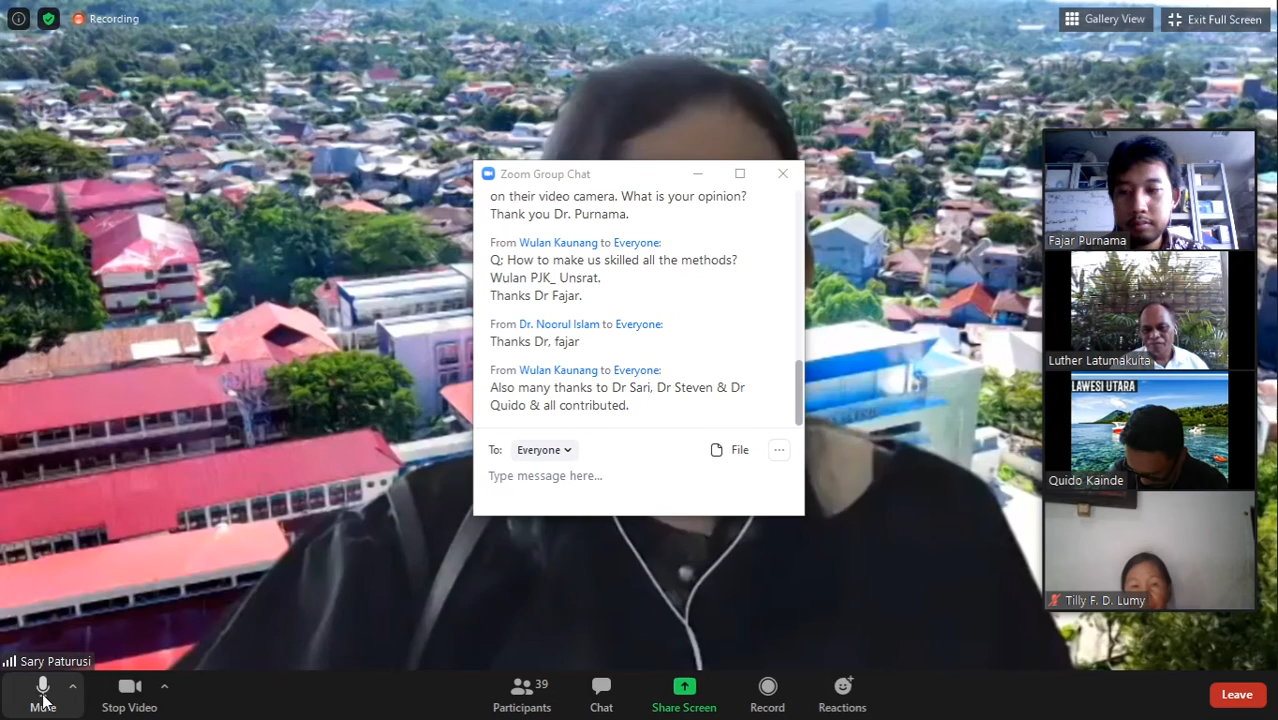 Recording
Gallery View
Exit Full Screen
Zoom Group Chat
on their video camera. What is your opinion?
Thank you Dr. Purnama.
From Wulan Kaunang to Everyone:
Q: How to make us skilled all the methods?
Wulan PJK_ Unsrat.
Thanks Dr Fajar.
From Dr. Noorul Islam to Everyone:
Thanks Dr, fajar
From Wulan Kaunang to Everyone:
Also many thanks to Dr Sari, Dr Steven & Dr
Quido & all contributed.
To: Everyone
File
Type message here...
Fajar Purnama
Luther Latumakuita
LAWESI UTARA
Quido Kainde
Tilly F. D. Lumy
Sary Paturusi
Mute
Stop Video
39
Participants
Chat
Share Screen
Record
Reactions
Leave